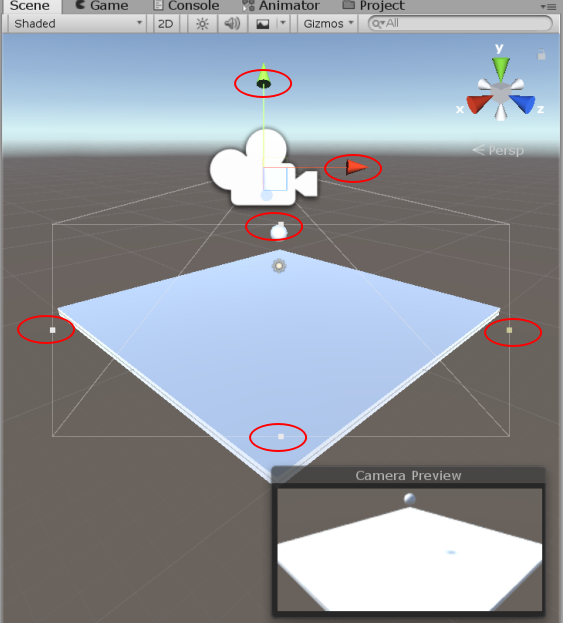 Scene Game Console Animator Project
Shaded 2D Gizmos All
y
x z
Persp
Camera Preview